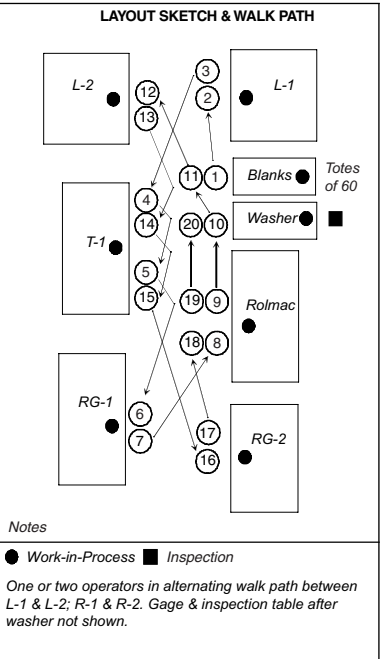 LAYOUT SKETCH & WALK PATH
L-2
12
13
3
2
L-1
11
1
Blanks
Totes
of 60
4
14
T-1
20
10
Washer
5
15
19
9
Rolmac
18
8
RG-1
6
7
17
16
RG-2
Notes
Work-in-Process
Inspection
One or two operators in alternating walk path between
L-1 & L-2; R-1 & R-2. Gage & inspection table after
washer not shown.